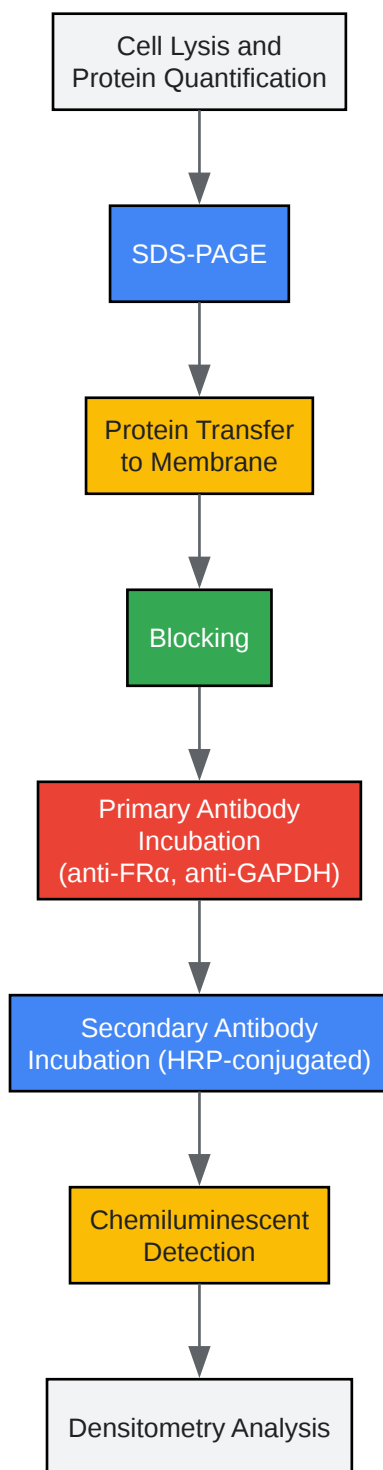 Cell Lysis and
Protein Quantification
SDS-PAGE
Protein Transfer
to Membrane
Blocking
Primary Antibody
Incubation
(anti-FRα, anti-GAPDH)
Secondary Antibody
Incubation (HRP-conjugated)
Chemiluminescent
Detection
Densitometry Analysis